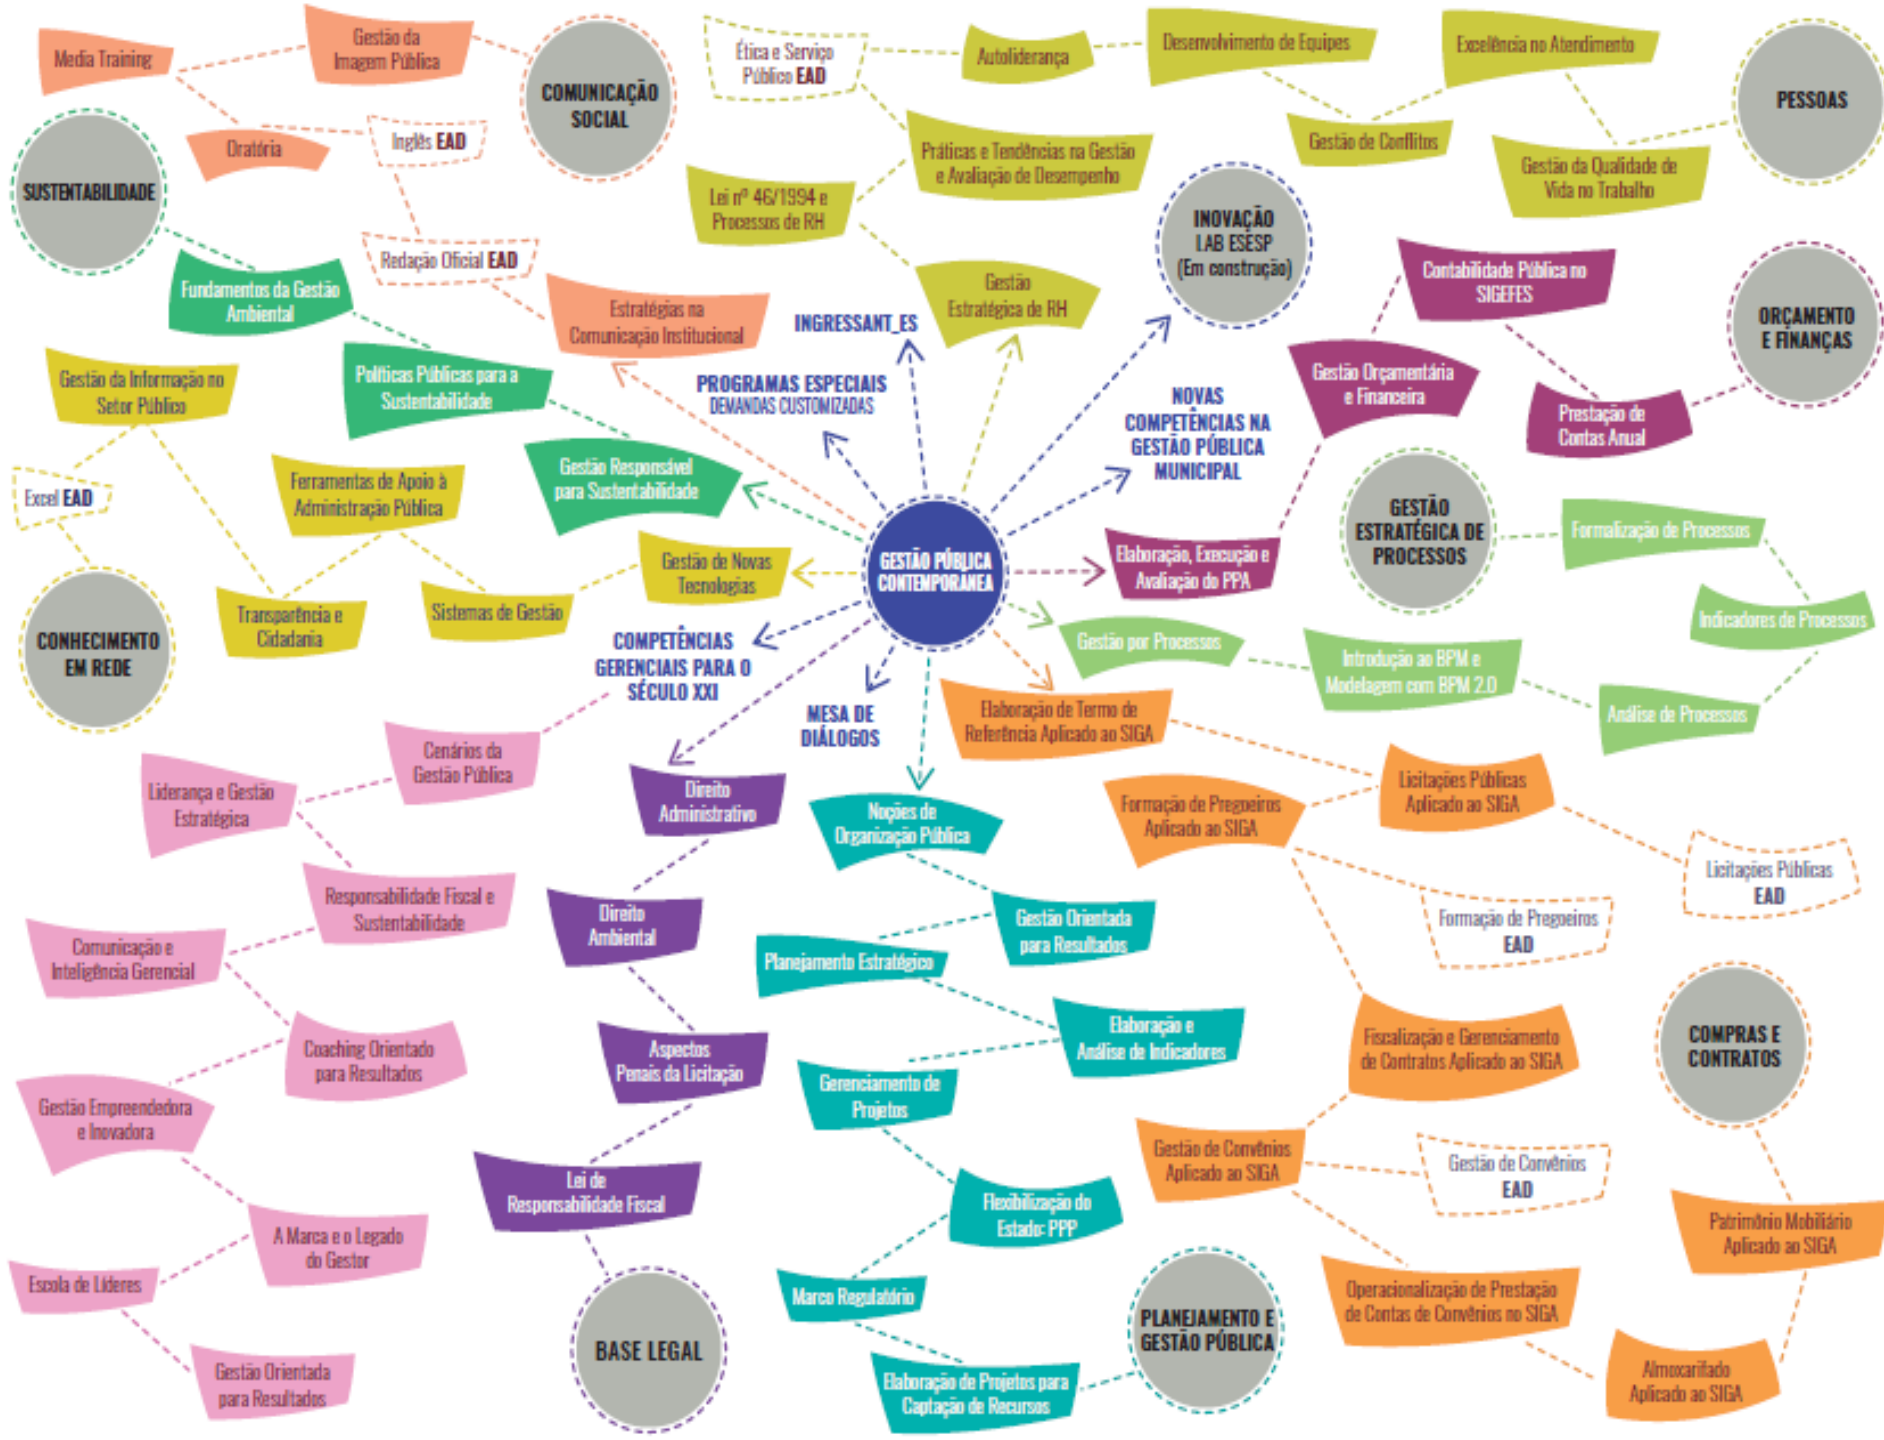 Media Training
Gestão da
Imagem Pública
COMUNICAÇÃO
SOCIAL
Oratória
Inglês EAD
Redação Oficial EAD
Estratégias na
Comunicação Institucional
SUSTENTABILIDADE
Fundamentos da Gestão
Ambiental
Políticas Públicas para a
Sustentabilidade
Gestão Responsável
para Sustentabilidade
Ética e Serviço
Público EAD
Autoliderança
Desenvolvimento de Equipes
Excelência no Atendimento
PESSOAS
Gestão de Conflitos
Gestão da Qualidade de
Vida no Trabalho
Práticas e Tendências na Gestão
e Avaliação de Desempenho
Lei nº 46/1994 e
Processos de RH
Gestão
Estratégica de RH
INOVAÇÃO
LAB ESESP
(Em construção)
INGRESSANT_ES
PROGRAMAS ESPECIAIS
DEMANDAS CUSTOMIZADAS
NOVAS
COMPETÊNCIAS NA
GESTÃO PÚBLICA
MUNICIPAL
Contabilidade Pública no
SIGEFES
Gestão Orçamentária
e Financeira
Prestação de
Contas Anual
ORÇAMENTO
E FINANÇAS
Elaboração, Execução e
Avaliação do PPA
Gestão da Informação no
Setor Público
Excel EAD
Ferramentas de Apoio à
Administração Pública
Gestão de Novas
Tecnologias
Sistemas de Gestão
Transparência e
Cidadania
CONHECIMENTO
EM REDE
GESTÃO PÚBLICA
CONTEMPORÂNEA
GESTÃO
ESTRATÉGICA DE
PROCESSOS
Formalização de Processos
Indicadores de Processos
Análise de Processos
Introdução ao BPM e
Modelagem com BPM 2.0
Gestão por Processos
COMPETÊNCIAS
GERENCIAIS PARA O
SÉCULO XXI
MESA DE
DIÁLOGOS
Cenários da
Gestão Pública
Liderança e Gestão
Estratégica
Responsabilidade Fiscal e
Sustentabilidade
Comunicação e
Inteligência Gerencial
Coaching Orientado
para Resultados
Gestão Empreendedora
e Inovadora
A Marca e o Legado
do Gestor
Escola de Líderes
Gestão Orientada
para Resultados
Direito
Administrativo
Direito
Ambiental
Aspectos
Penais da Licitação
Lei de
Responsabilidade Fiscal
BASE LEGAL
Noções de
Organização Pública
Gestão Orientada
para Resultados
Planejamento Estratégico
Elaboração e
Análise de Indicadores
Gerenciamento de
Projetos
Flexibilização do
Estado: PPP
Marco Regulatório
Elaboração de Projetos para
Captação de Recursos
PLANEJAMENTO E
GESTÃO PÚBLICA
Elaboração de Termo de
Referência Aplicado ao SIGA
Licitações Públicas
Aplicado ao SIGA
Licitações Públicas
EAD
Formação de Pregoeiros
Aplicado ao SIGA
Formação de Pregoeiros
EAD
Fiscalização e Gerenciamento
de Contratos Aplicado ao SIGA
Gestão de Convênios
Aplicado ao SIGA
Gestão de Convênios
EAD
Operacionalização de Prestação
de Contas de Convênios no SIGA
Almoxarifado
Aplicado ao SIGA
Patrimônio Mobiliário
Aplicado ao SIGA
COMPRAS E
CONTRATOS